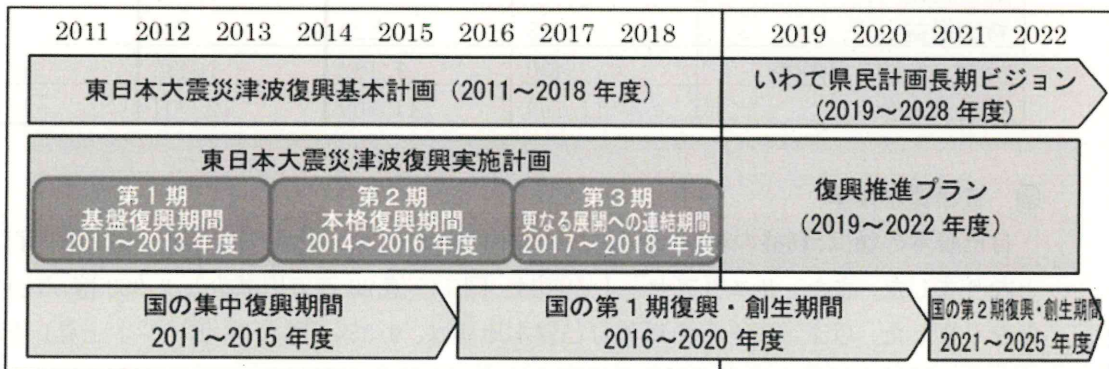 2011 2012 2013 2014 2015 2016 2017 2018 2019 2020 2021 2022
東日本大震災津波復興基本計画（2011～2018 年度）
いわて県民計画長期ビジョン
（2019～2028 年度）
東日本大震災津波復興実施計画
第１期
基盤復興期間
2011～2013 年度
第２期
本格復興期間
2014～2016 年度
第３期
更なる展開への連結期間
2017～2018 年度
復興推進プラン
（2019～2022 年度）
国の集中復興期間
2011～2015 年度
国の第１期復興・創生期間
2016～2020 年度
国の第２期復興・創生期間
2021～2025 年度